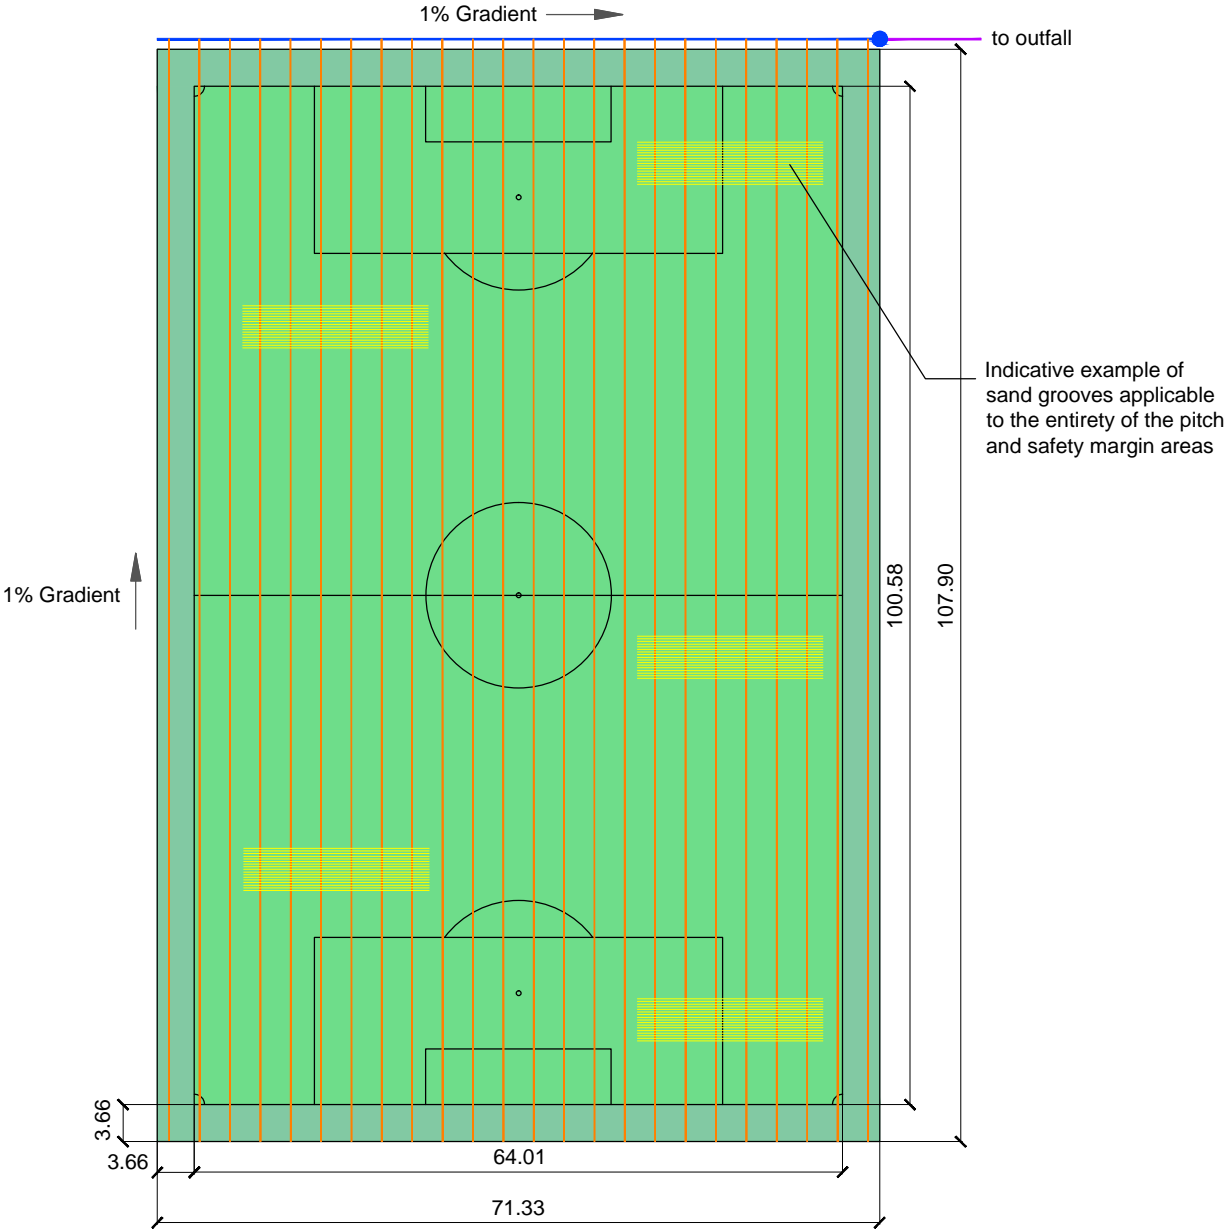 1% Gradient
to outfall
Indicative example of
sand grooves applicable
to the entirety of the pitch
and safety margin areas
1% Gradient
100.58
107.90
3.66
3.66
64.01
71.33